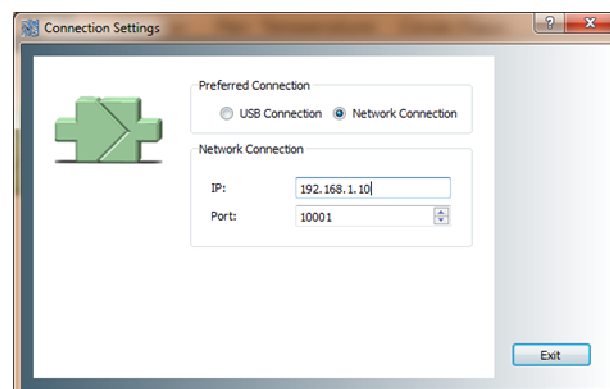 Connection Settings
Preferred Connection
USB Connection Network Connection
Network Connection
IP: 192.168.1.10
Port: 10001
Exit